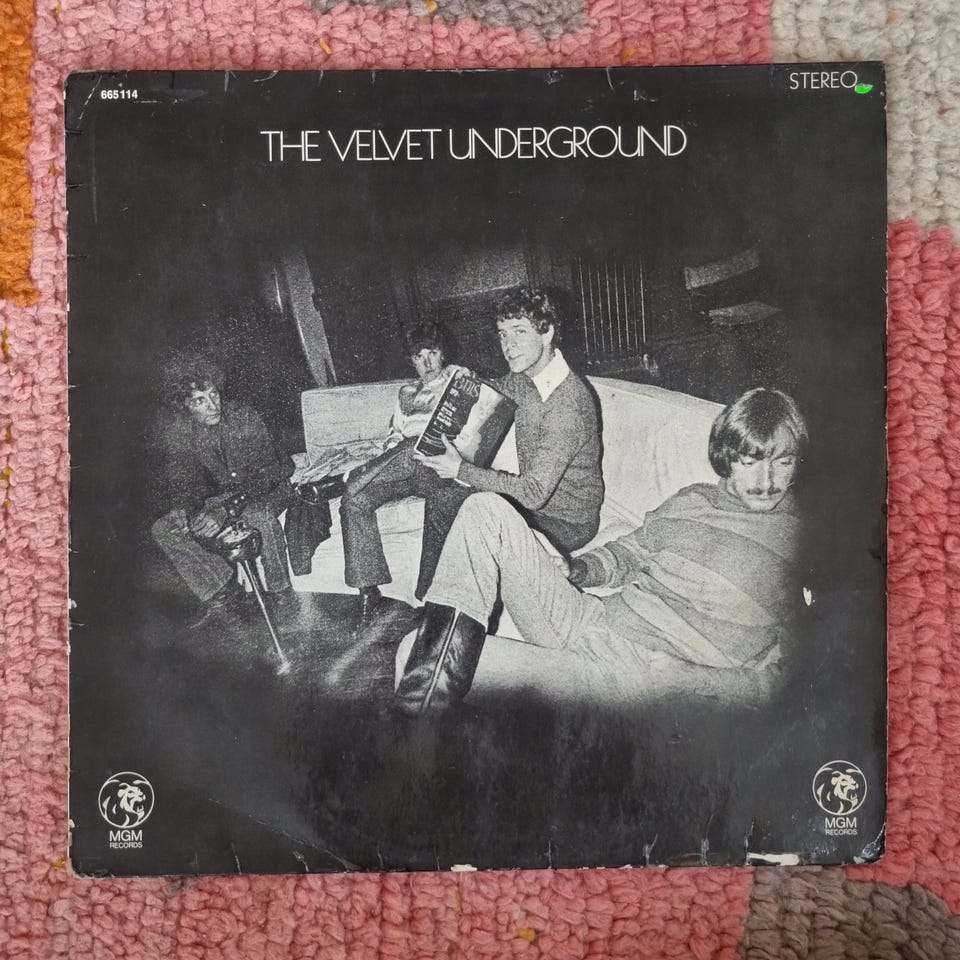 665114
STEREO
THE VELVET UNDERGROUND
MGM
RECORDS
MGM
RECORDS